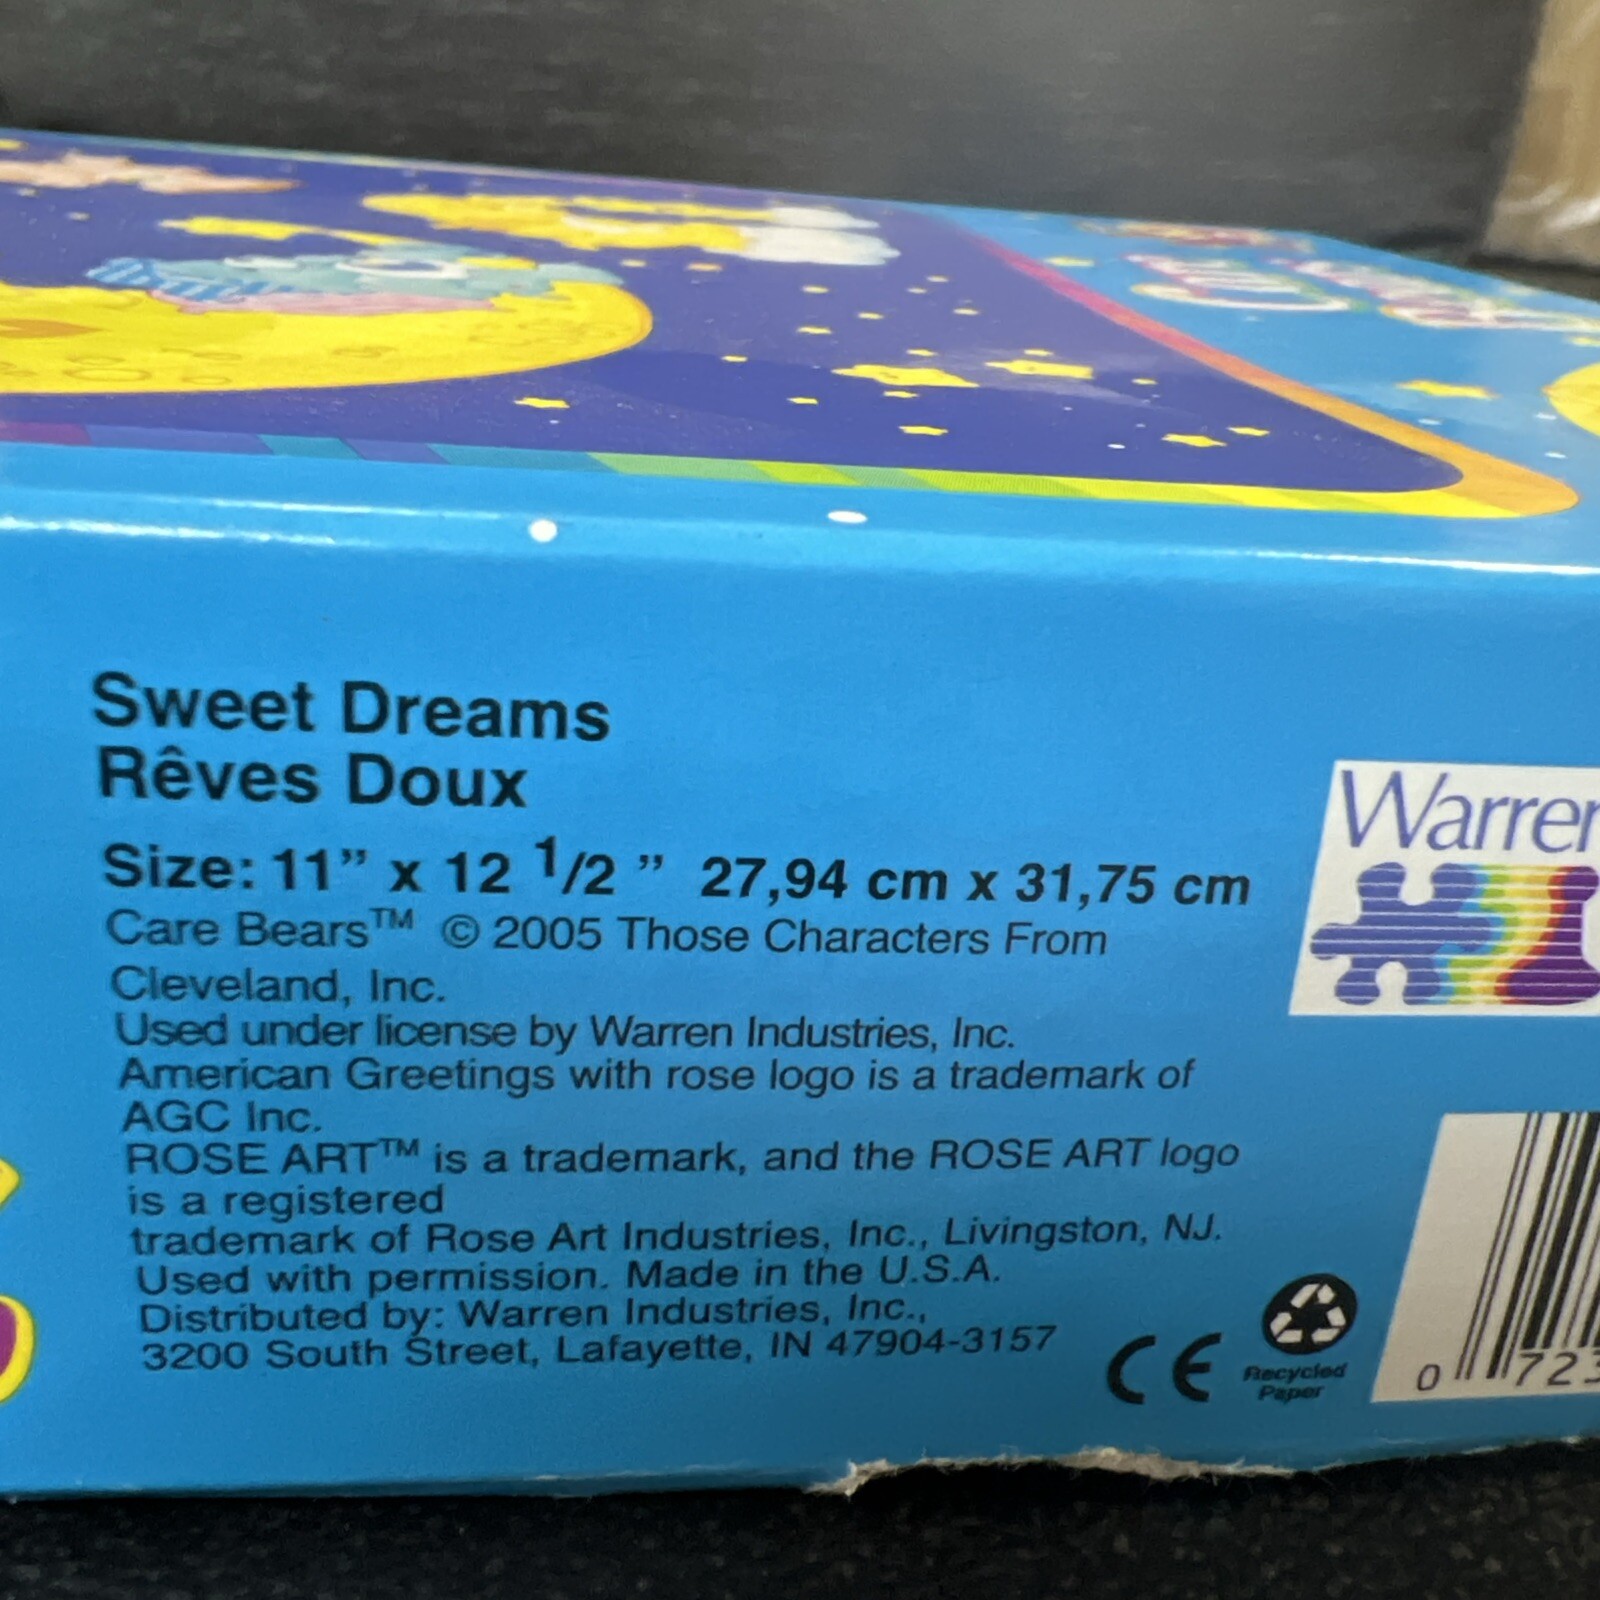 Sweet Dreams
Rêves Doux
Size: 11” x 12 1/2 ” 27,94 cm x 31,75 cm
Care Bears™ © 2005 Those Characters From
Cleveland, Inc.
Used under license by Warren Industries, Inc.
American Greetings with rose logo is a trademark of
AGC Inc.
ROSE ART™ is a trademark, and the ROSE ART logo
is a registered
trademark of Rose Art Industries, Inc., Livingston, NJ.
Used with permission. Made in the U.S.A.
Distributed by: Warren Industries, Inc.,
3200 South Street, Lafayette, IN 47904-3157
CE
Recycled
Paper
Warren
0 723